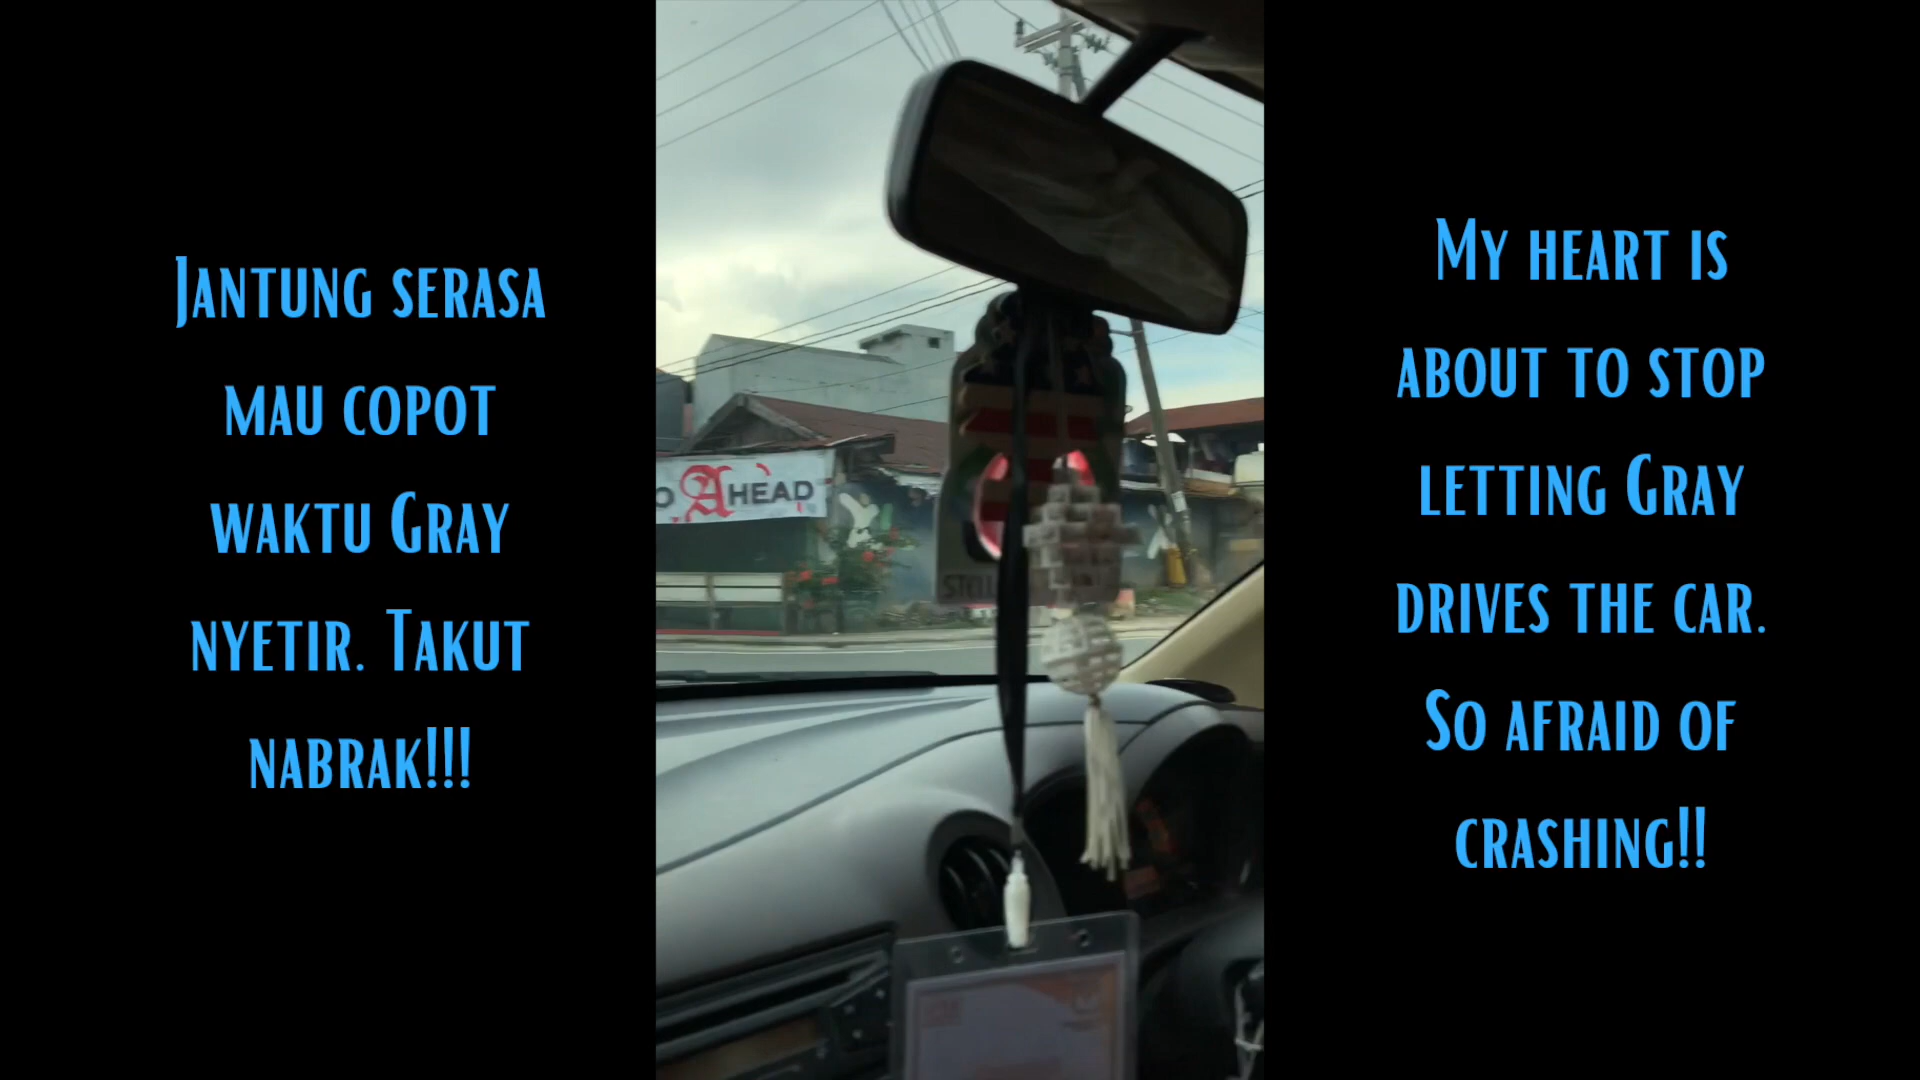 Jantung serasa
mau copot
waktu Gray
nyetir. Takut
nabrak!!!
O AHEAD
My heart is
about to stop
letting Gray
drives the car.
So afraid of
crashing!!